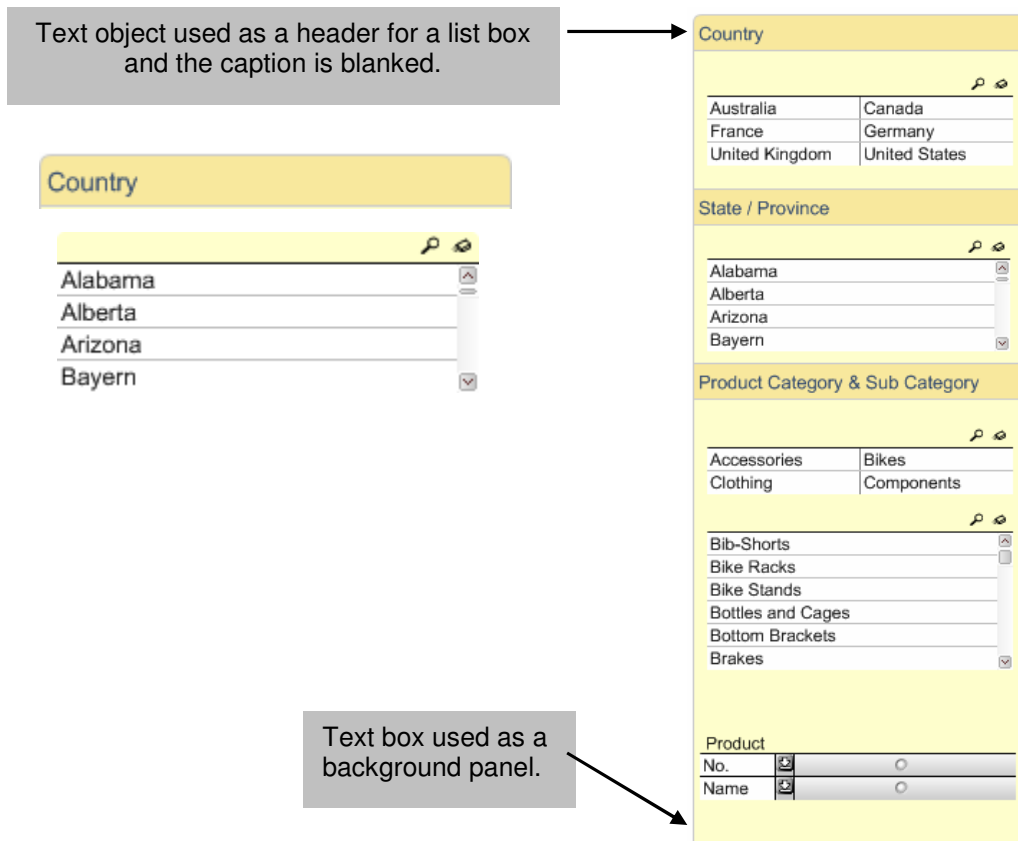 Text object used as a header for a list box
and the caption is blanked.
Country
Alabama
Alberta
Arizona
Bayern
Country
Australia Canada
France Germany
United Kingdom United States
State / Province
Alabama
Alberta
Arizona
Bayern
Product Category & Sub Category
Accessories Bikes
Clothing Components
Bib-Shorts
Bike Racks
Bike Stands
Bottles and Cages
Bottom Brackets
Brakes
Text box used as a
background panel.
Product
No.
Name